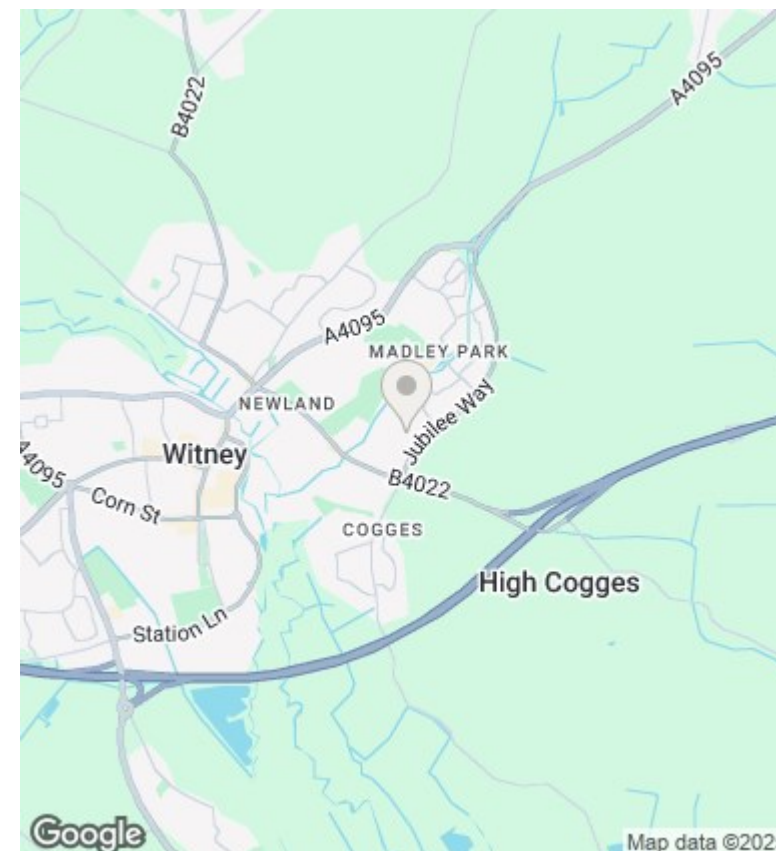 B4022
A4095
A4095
MADLEY PARK
NEWLAND
Jubilee Way
Witney
A4095
B4022
Corn St
COGGES
High Cogges
Station Ln
Google
Map data ©202